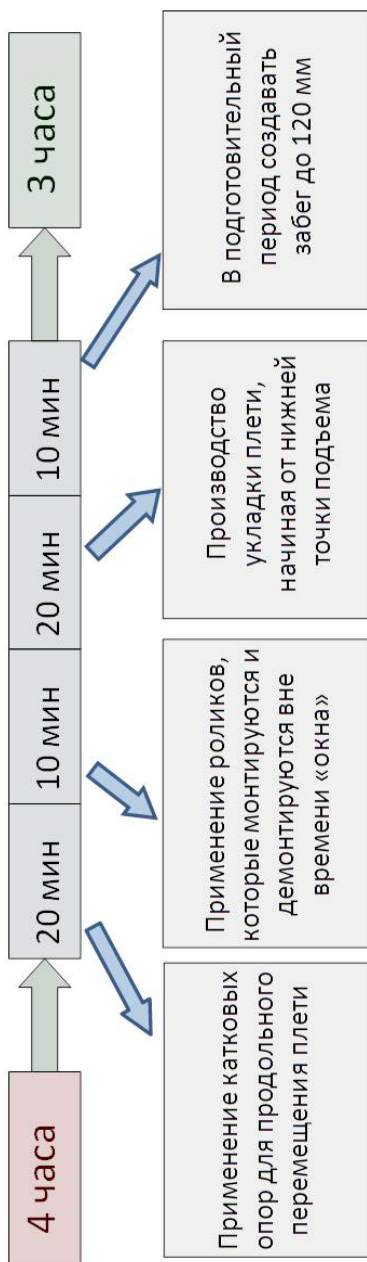 4 часа
20 мин
10 мин
20 мин
10 мин
3 часа
Применение катковых
опор для продольного
перемещения плети
Применение роликов,
которые монтируются и
демонтируются вне
времени «окна»
Производство
укладки плети,
начиная от нижней
точки подъема
В подготовительный
период создавать
забег до 120 мм